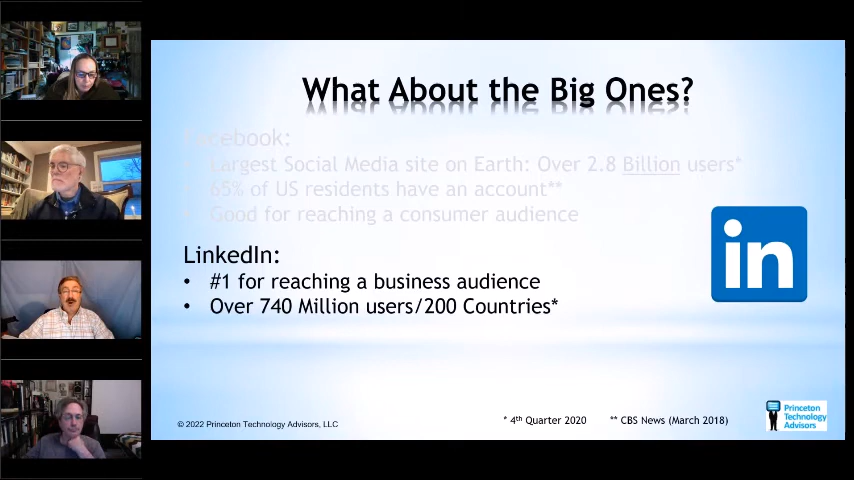 What About the Big Ones?
Facebook:
• Largest Social Media site on Earth: Over 2.8 Billion users*
• 65% of US residents have an account**
• Good for reaching a consumer audience
LinkedIn:
• #1 for reaching a business audience
• Over 740 Million users/200 Countries*
in
© 2022 Princeton Technology Advisors, LLC
* 4th Quarter 2020
** CBS News (March 2018)
Princeton
Technology
Advisors